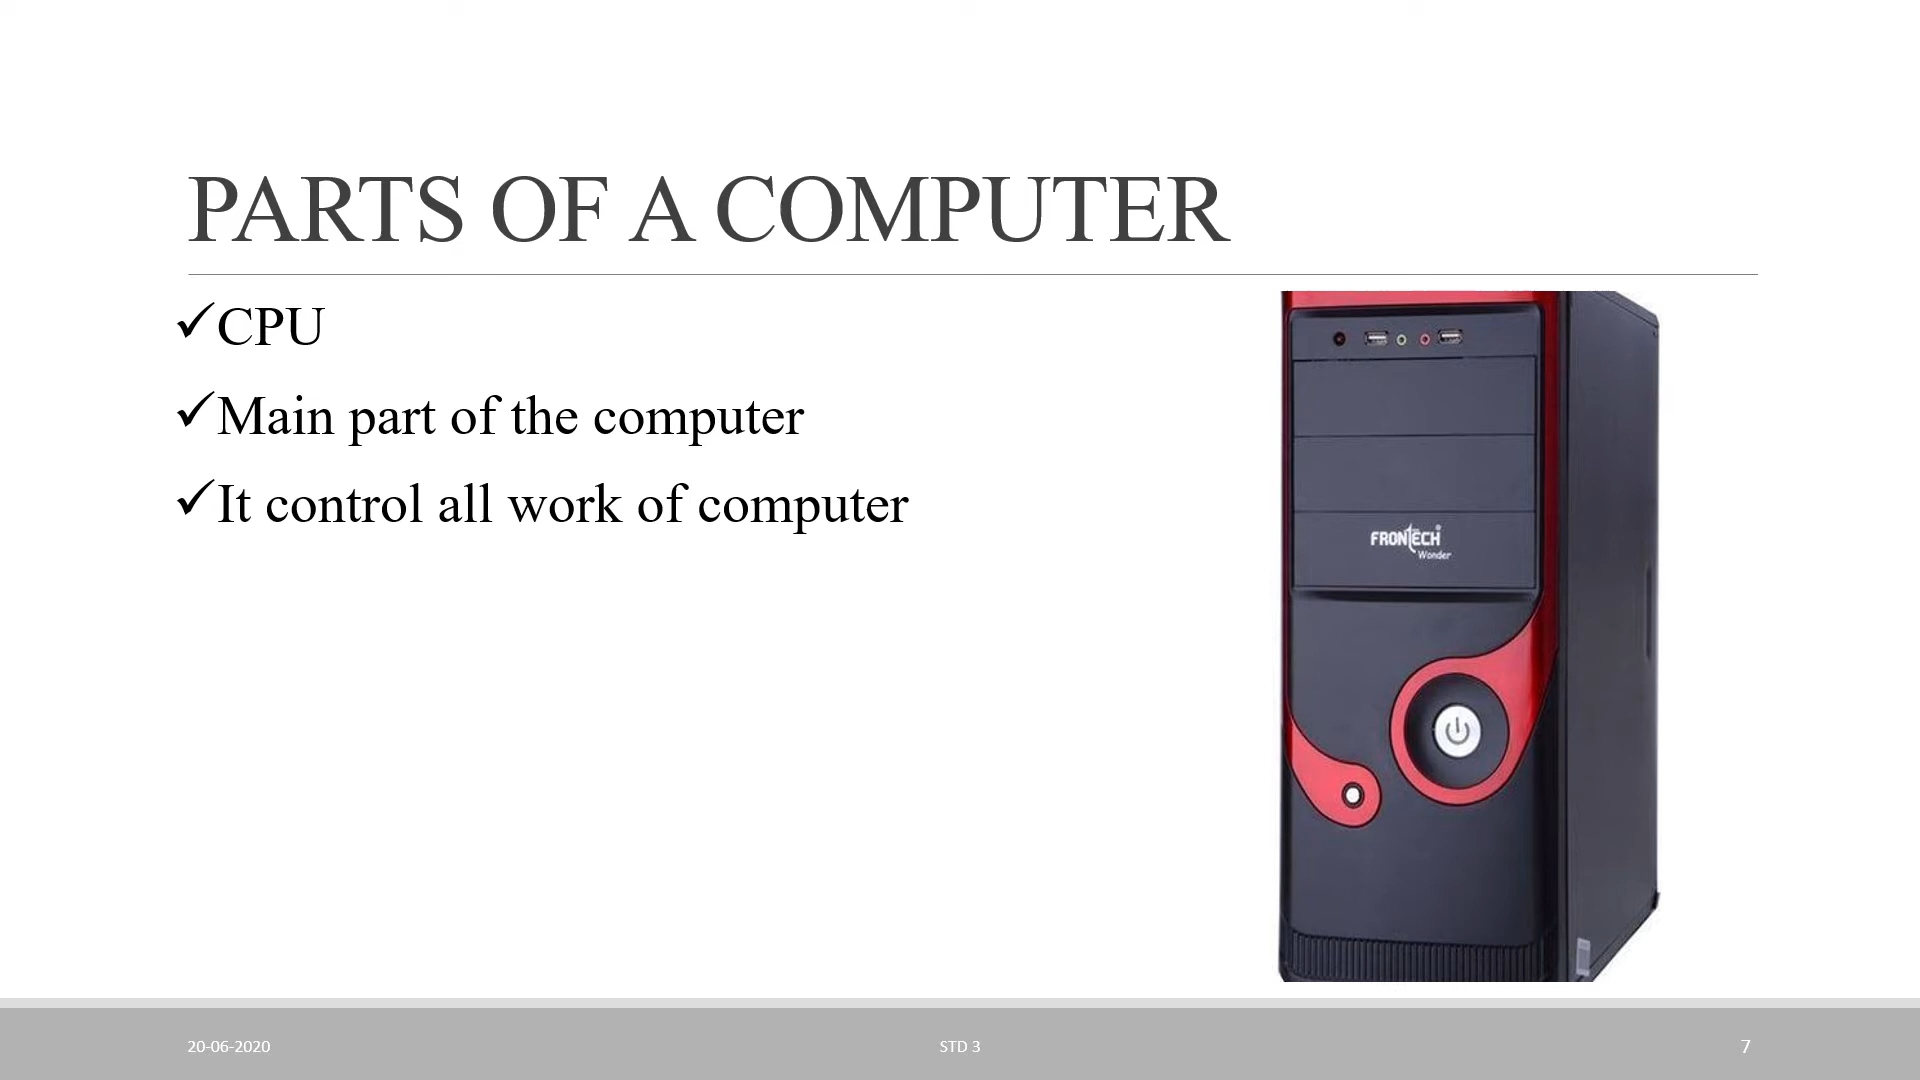 PARTS OF A COMPUTER
✓CPU
✓Main part of the computer
✓It control all work of computer
FRONTECH
Wonder
20-06-2020
STD 3
7